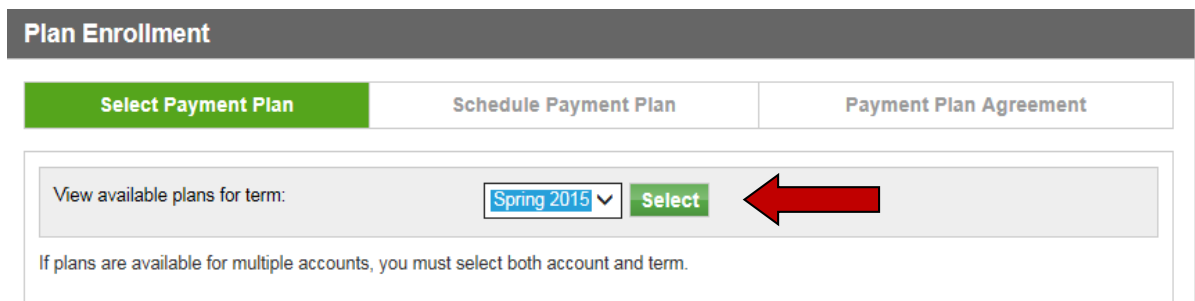 Plan Enrollment
Select Payment Plan Schedule Payment Plan Payment Plan Agreement
View available plans for term: Spring 2015 Select
If plans are available for multiple accounts, you must select both account and term.